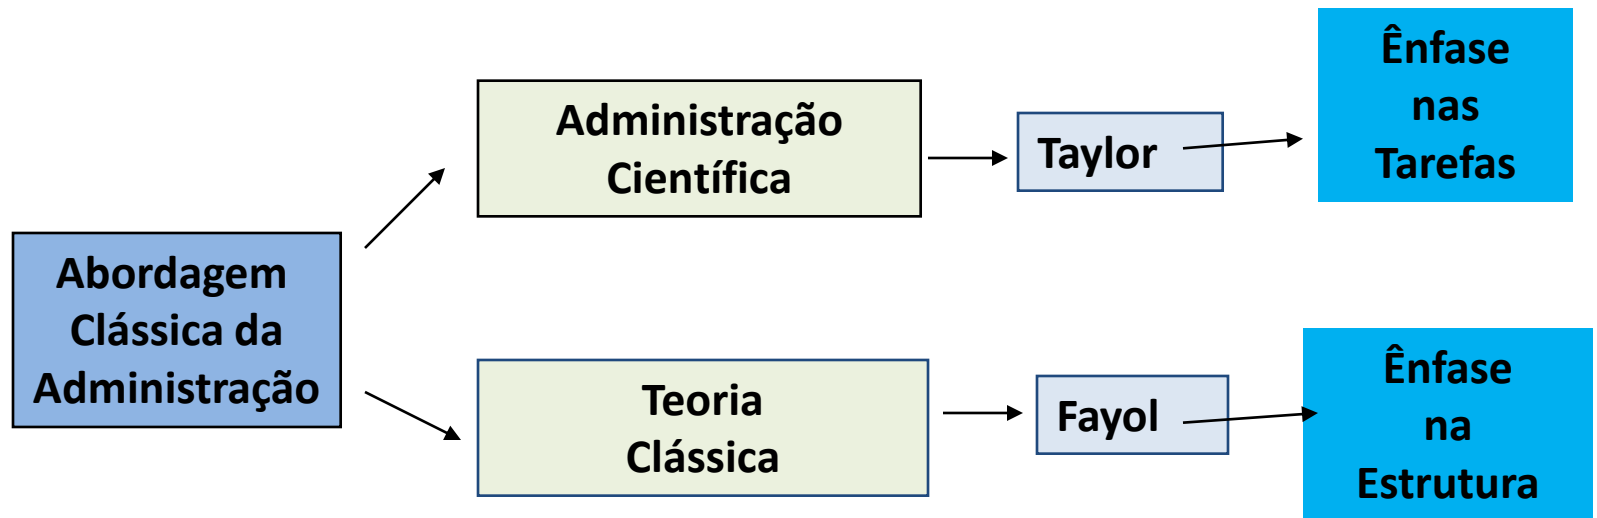 Abordagem
Clássica da
Administração
Administração
Científica
Taylor
Ênfase
nas
Tarefas
Teoria
Clássica
Fayol
Ênfase
na
Estrutura